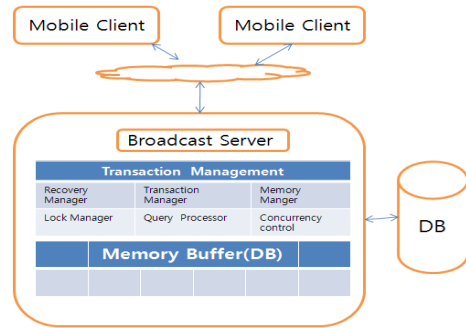 Mobile Client
Mobile Client
Broadcast Server
Transaction Management
Recovery Manager
Transaction Manager
Memory Manger
Lock Manager
Query Processor
Concurrency control
Memory Buffer(DB)
DB